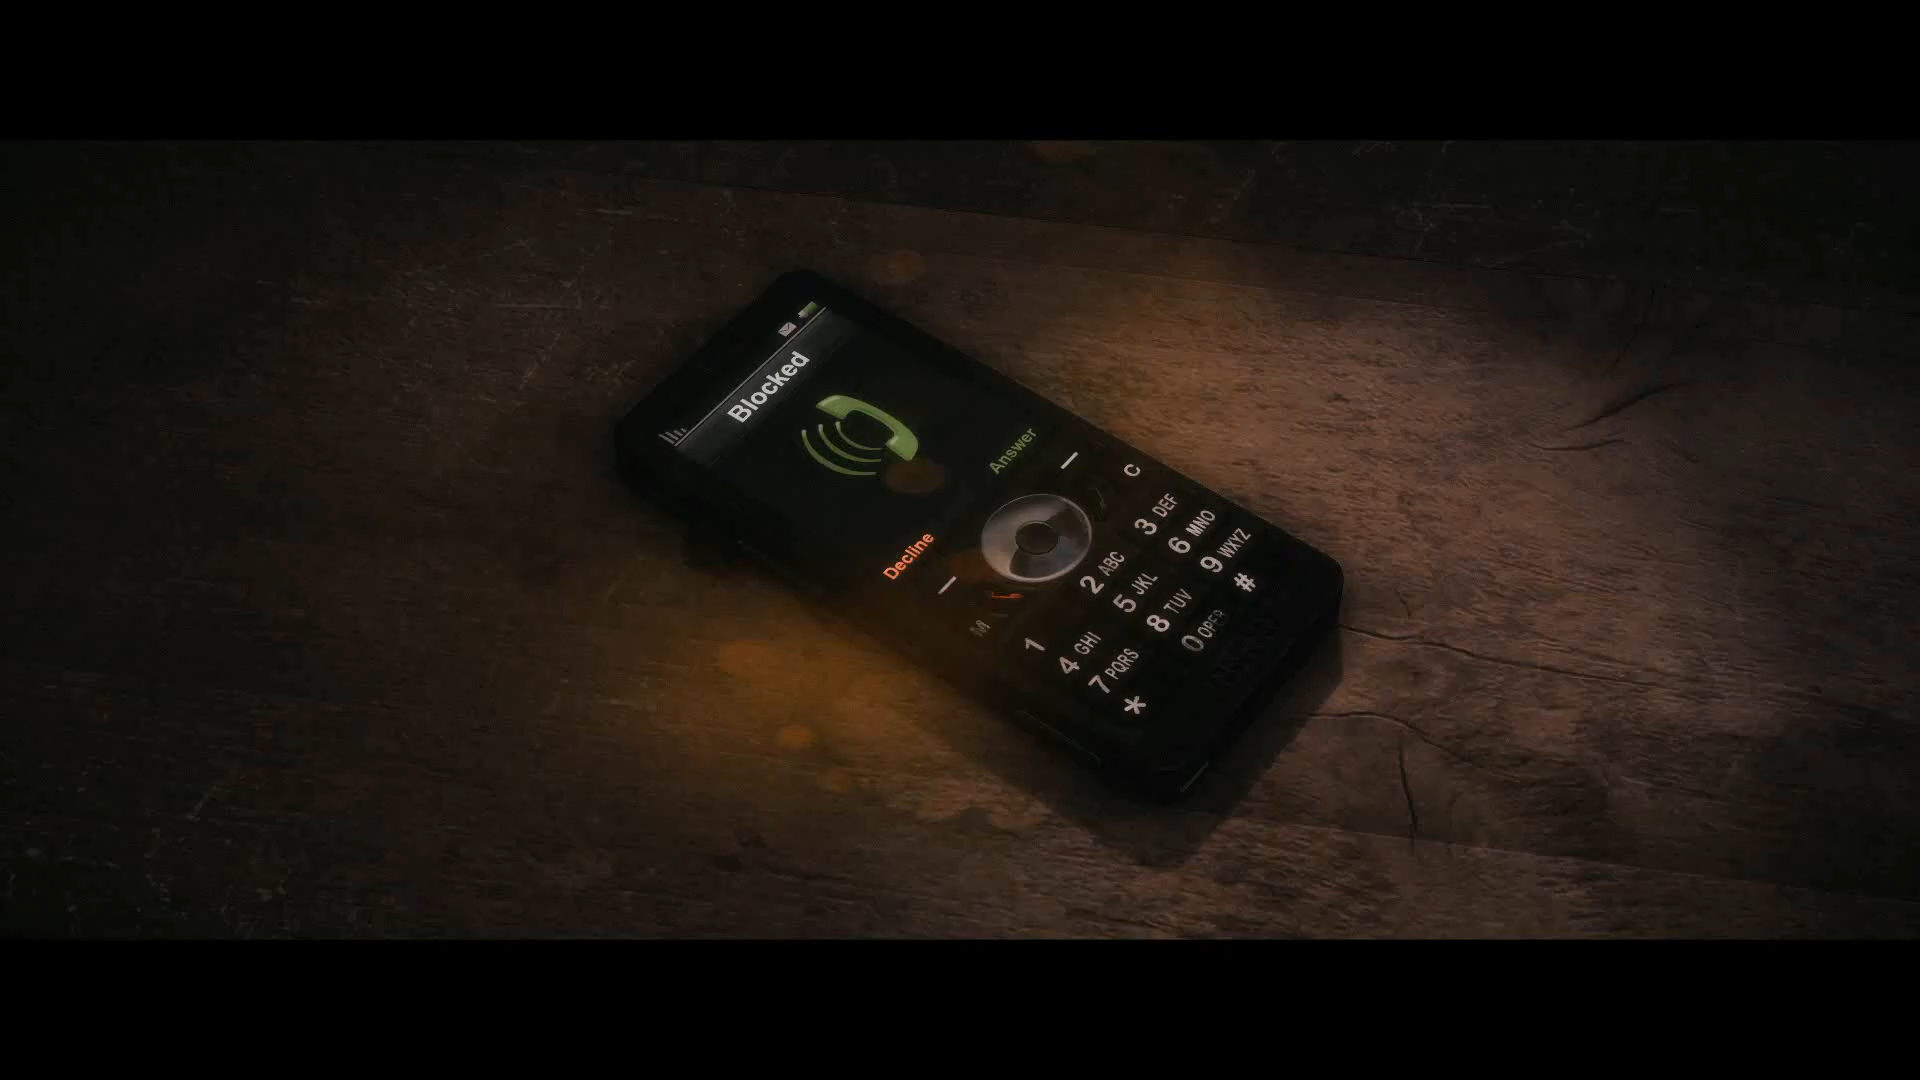 Blocked
Answer
Decline
C
M
1
2 ABC
3 DEF
4 GHI
5 JKL
6 MNO
7 PQRS
8 TUV
9 WXYZ
*
0 OPER
#